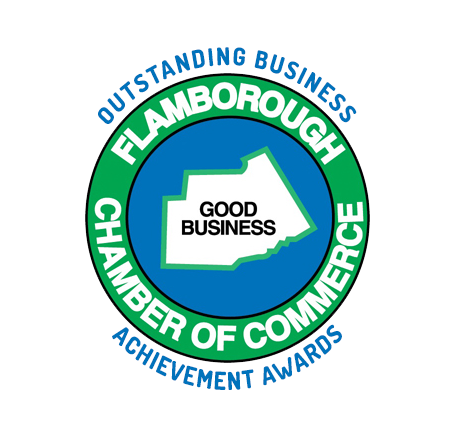 OUTSTANDING BUSINESS
FLAMBOROUGH
GOOD
BUSINESS
CHAMBER OF COMMERCE
ACHIEVEMENT AWARDS